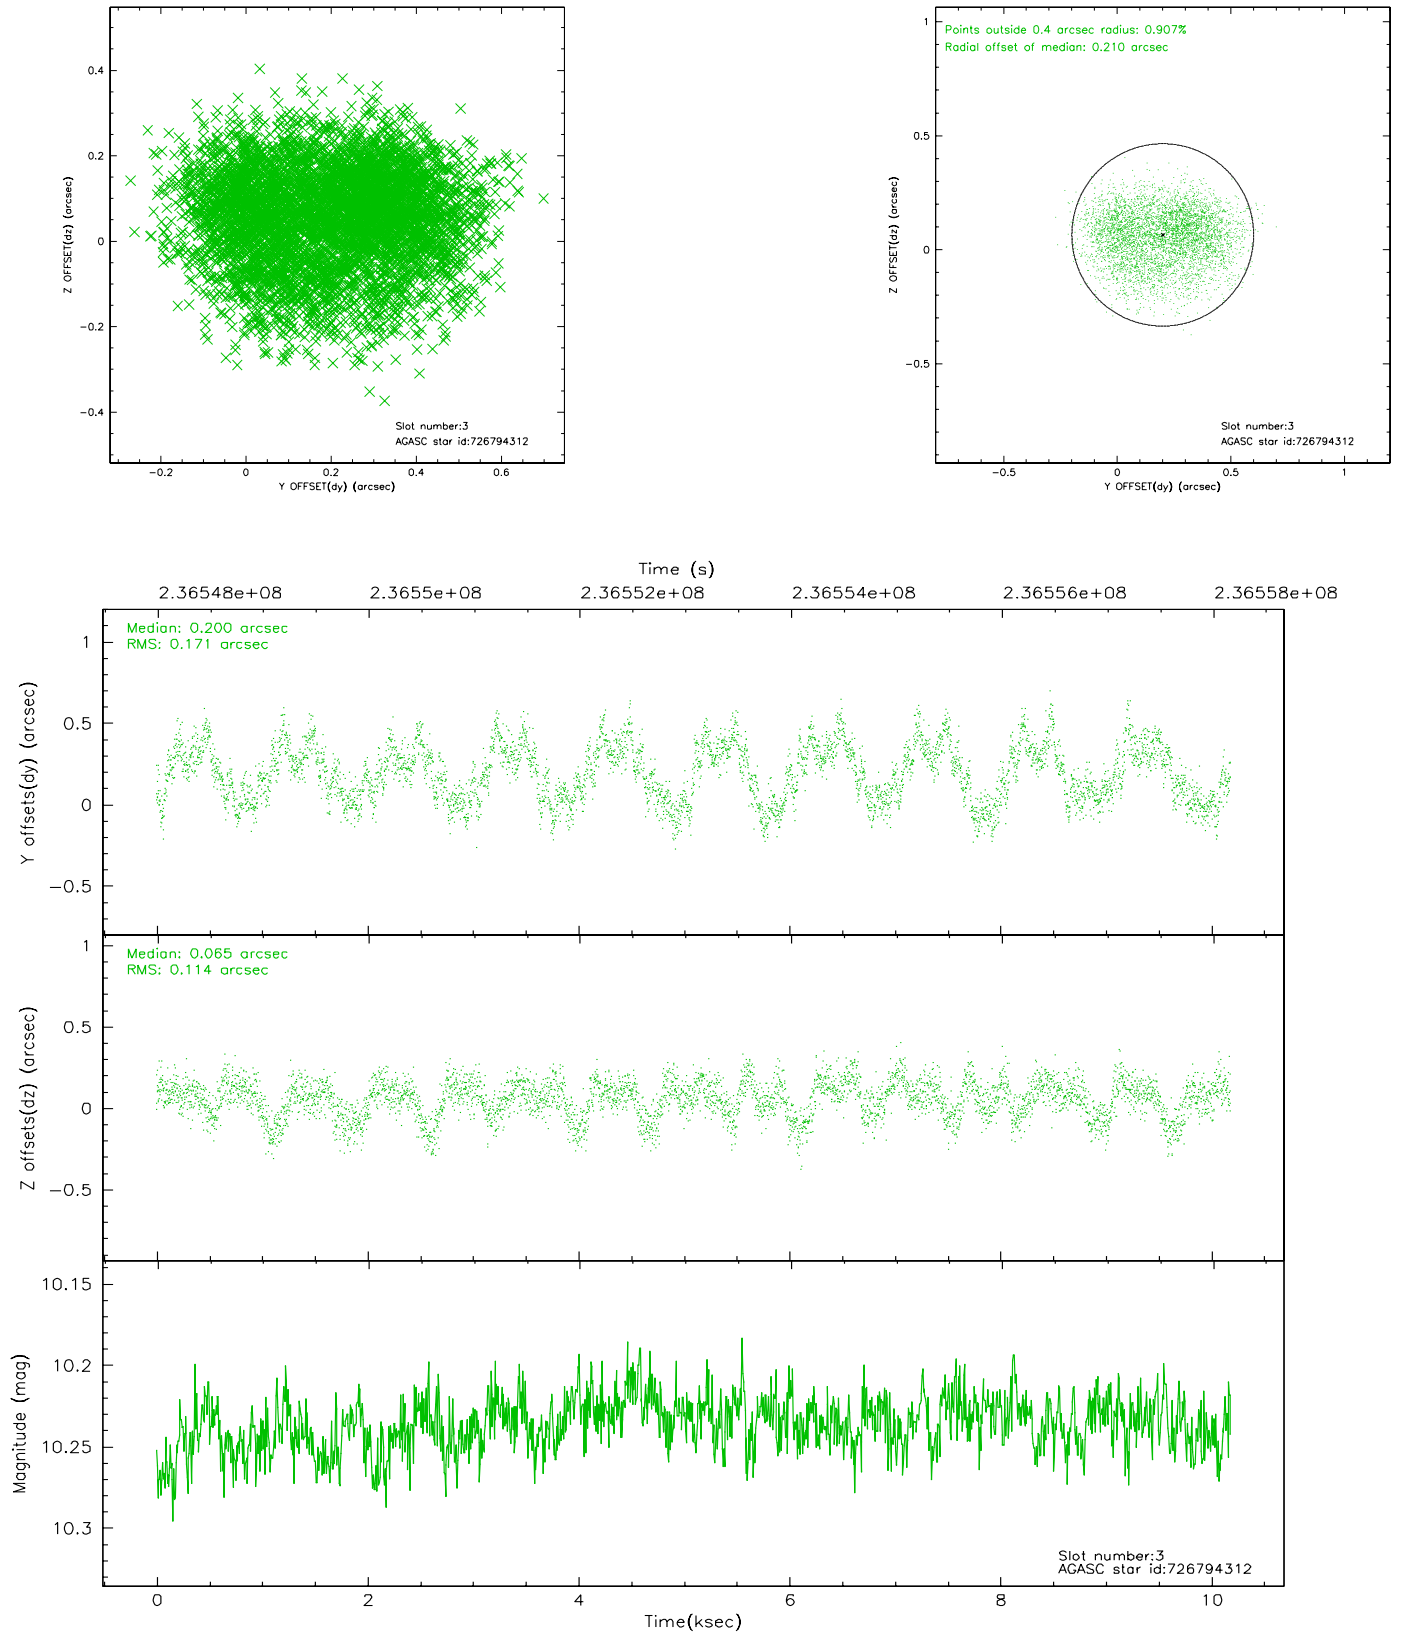 0.4
0.2
0
−0.2
−0.4
Z OFFSET(dz) (arcsec)
−0.2 0 0.2 0.4 0.6
Y OFFSET(dy) (arcsec)
Slot number:3
AGASC star id:726794312
Points outside 0.4 arcsec radius: 0.907%
Radial offset of median: 0.210 arcsec
1
0.5
0
−0.5
Z OFFSET(dz) (arcsec)
−0.5 0 0.5 1
Y OFFSET(dy) (arcsec)
Slot number:3
AGASC star id:726794312
Time (s)
2.36548e+08 2.3655e+08 2.36552e+08 2.36554e+08 2.36556e+08 2.36558e+08
Median: 0.200 arcsec
RMS: 0.171 arcsec
1
0.5
0
−0.5
Y offsets(dy) (arcsec)
Median: 0.065 arcsec
RMS: 0.114 arcsec
1
0.5
0
−0.5
Z offsets(dz) (arcsec)
10.15
10.2
10.25
10.3
Magnitude (mag)
Slot number:3
AGASC star id:726794312
0 2 4 6 8 10
Time(ksec)